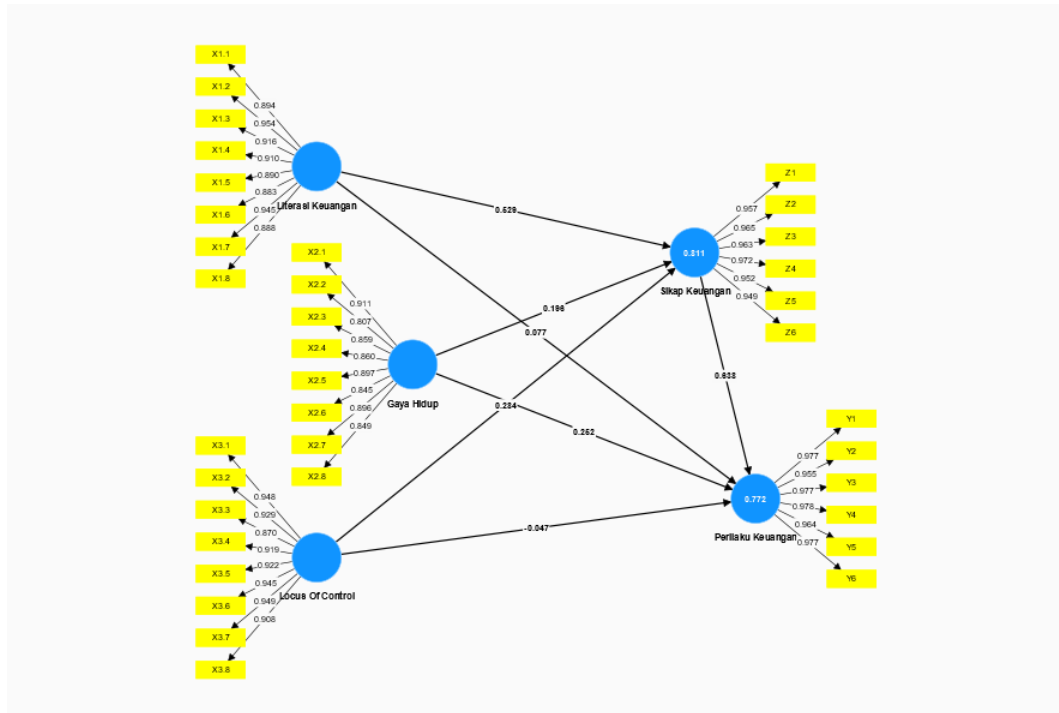 X1.1
X1.2
X1.3
X1.4
X1.5
X1.6
X1.7
X1.8
0.894
0.954
0.916
0.910
0.890
0.883
0.945
0.888
Literasi Keuangan
X2.1
X2.2
X2.3
X2.4
X2.5
X2.6
X2.7
X2.8
0.911
0.807
0.859
0.860
0.897
0.845
0.896
0.849
Gaya Hidup
X3.1
X3.2
X3.3
X3.4
X3.5
X3.6
X3.7
X3.8
0.948
0.929
0.870
0.919
0.922
0.945
0.949
0.908
Locus Of Control
0.529
0.196
0.077
0.284
0.252
-0.047
0.638
0.811
Sikap Keuangan
0.957
0.965
0.963
0.972
0.952
0.949
Z1
Z2
Z3
Z4
Z5
Z6
0.772
Perilaku Keuangan
0.977
0.955
0.977
0.978
0.964
0.977
Y1
Y2
Y3
Y4
Y5
Y6